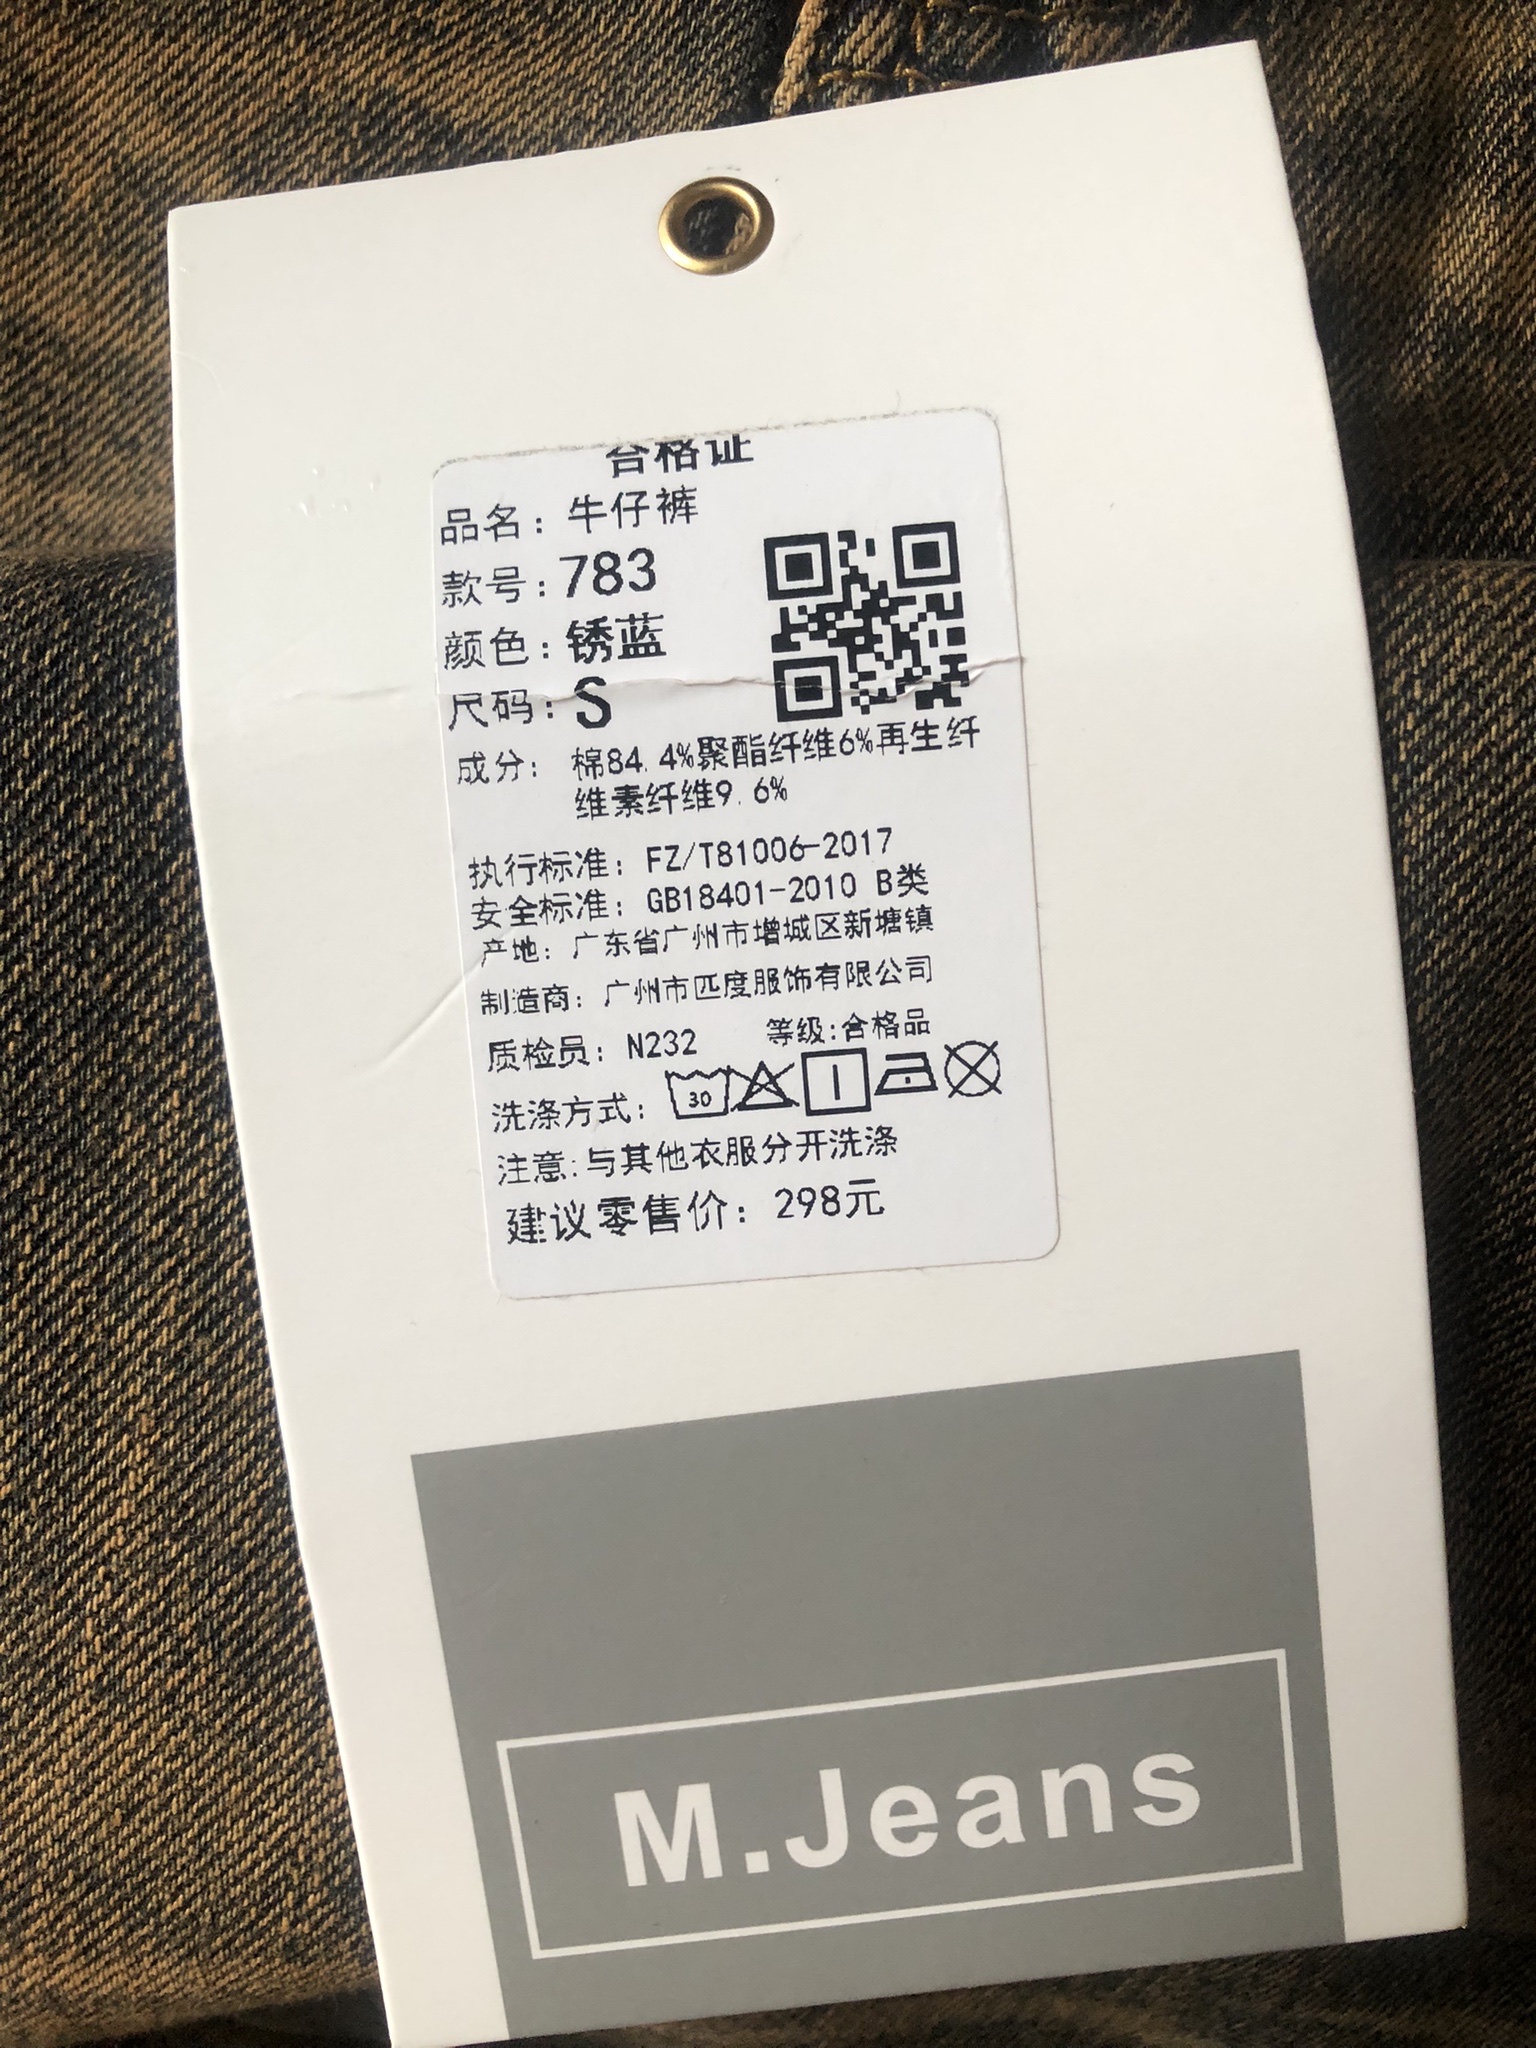 合格证
品名：牛仔裤
款号：783
颜色：锈蓝
尺码：S
成分：棉84.4%聚酯纤维6%再生纤
维素纤维9.6%
执行标准：FZ/T81006-2017
安全标准：GB18401-2010 B类
产地：广东省广州市增城区新塘镇
制造商：广州市匹度服饰有限公司
质检员：N232 等级:合格品
洗涤方式：30
注意:与其他衣服分开洗涤
建议零售价：298元
M.Jeans